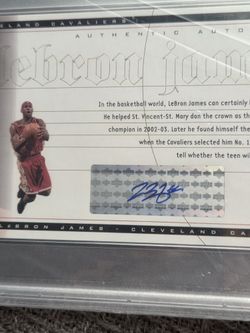 ELAND CAVALIERS™
AUTHENTIC AUTO
lebron jam
In the basketball world, LeBron James can certainly
He helped St. Vincent-St. Mary don the crown as th
champion in 2002-03. Later he found himself the
when the Cavaliers selected him No. 1
tell whether the teen wi
LEBRON JAMES - CLEVELAND CA